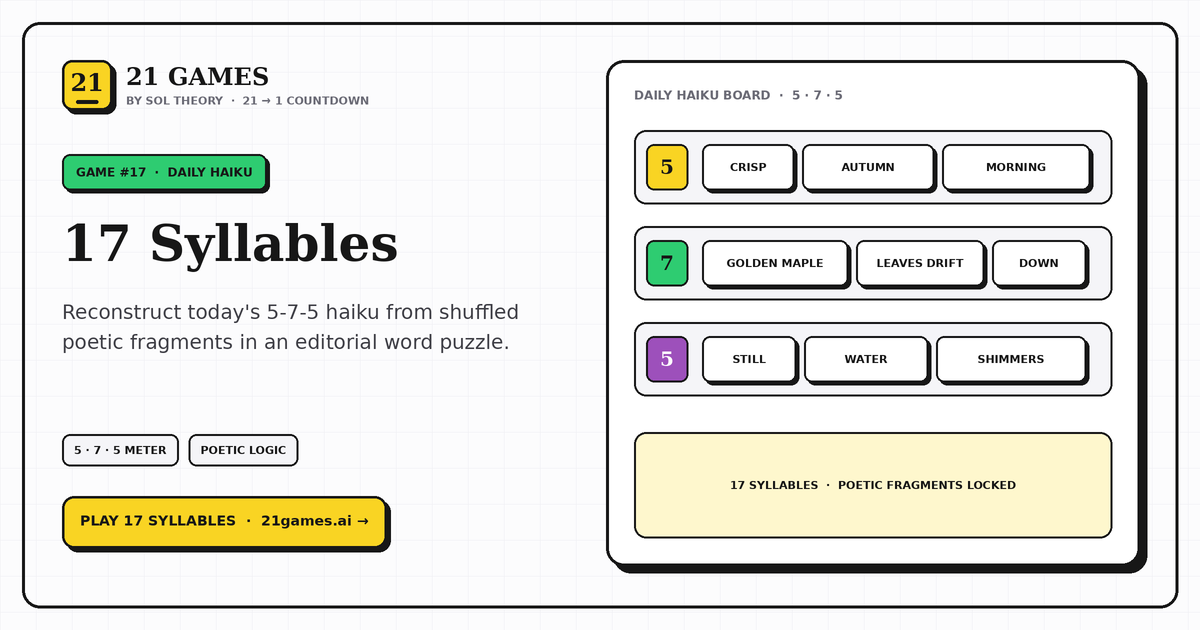 21
21 GAMES
BY SOL THEORY · 21 → 1 COUNTDOWN
GAME #17 · DAILY HAIKU
17 Syllables
Reconstruct today's 5-7-5 haiku from shuffled
poetic fragments in an editorial word puzzle.
5 · 7 · 5 METER
POETIC LOGIC
PLAY 17 SYLLABLES · 21games.ai →
DAILY HAIKU BOARD · 5 · 7 · 5
5 CRISP AUTUMN MORNING
7 GOLDEN MAPLE LEAVES DRIFT DOWN
5 STILL WATER SHIMMERS
17 SYLLABLES · POETIC FRAGMENTS LOCKED